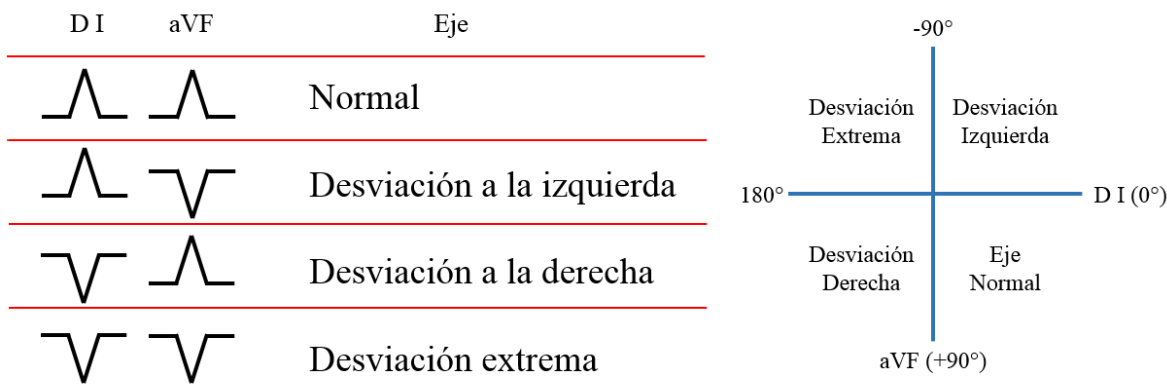 D I aVF Eje
Normal
Desviación a la izquierda
Desviación a la derecha
Desviación extrema
-90°
Desviación Desviación
Extrema Izquierda
180° D I (0°)
Desviación Eje
Derecha Normal
aVF (+90°)